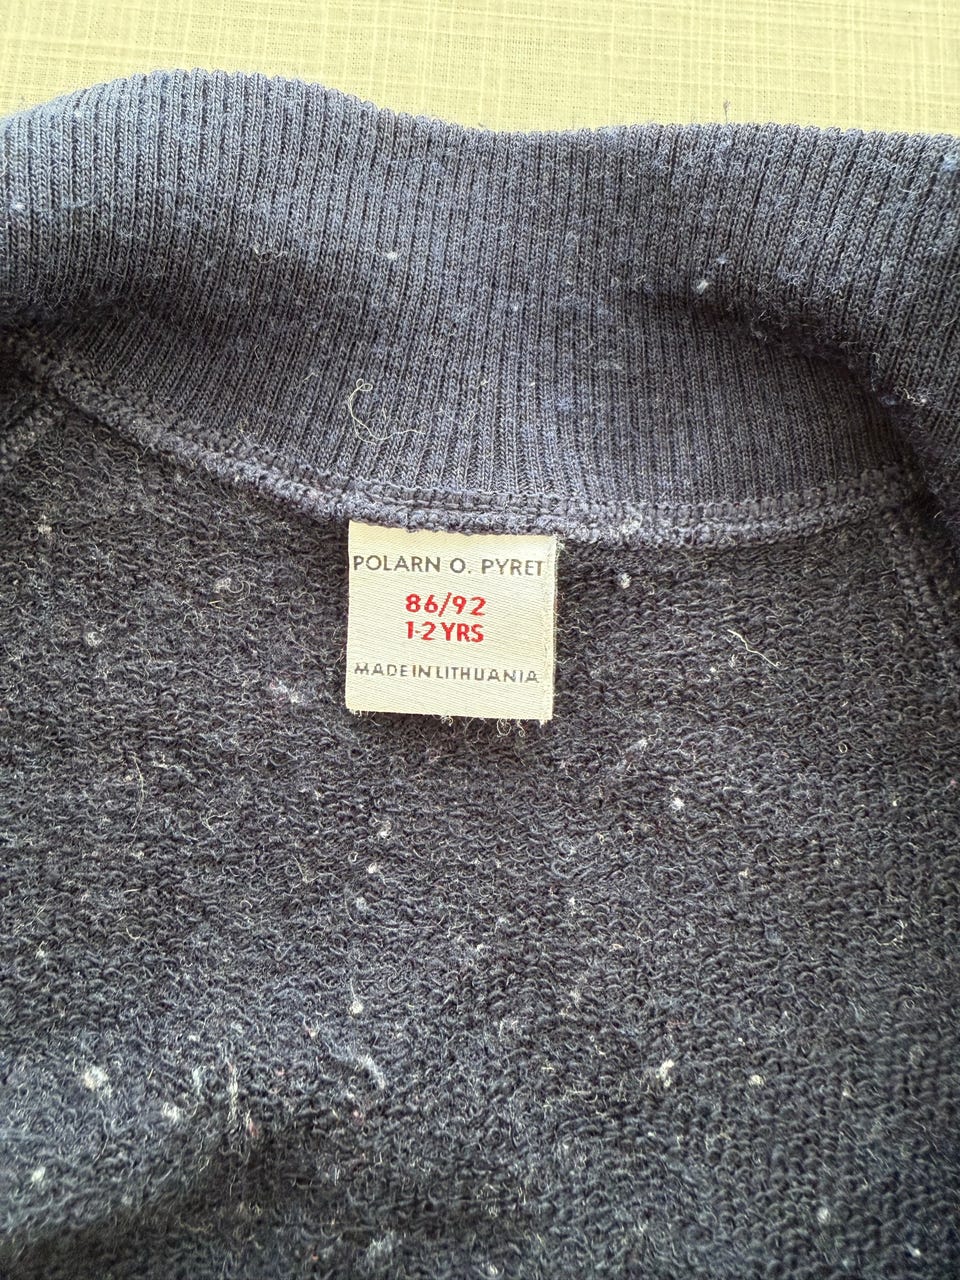 POLARN O. PYRET
86/92
1-2 YRS
MADE IN LITHUANIA